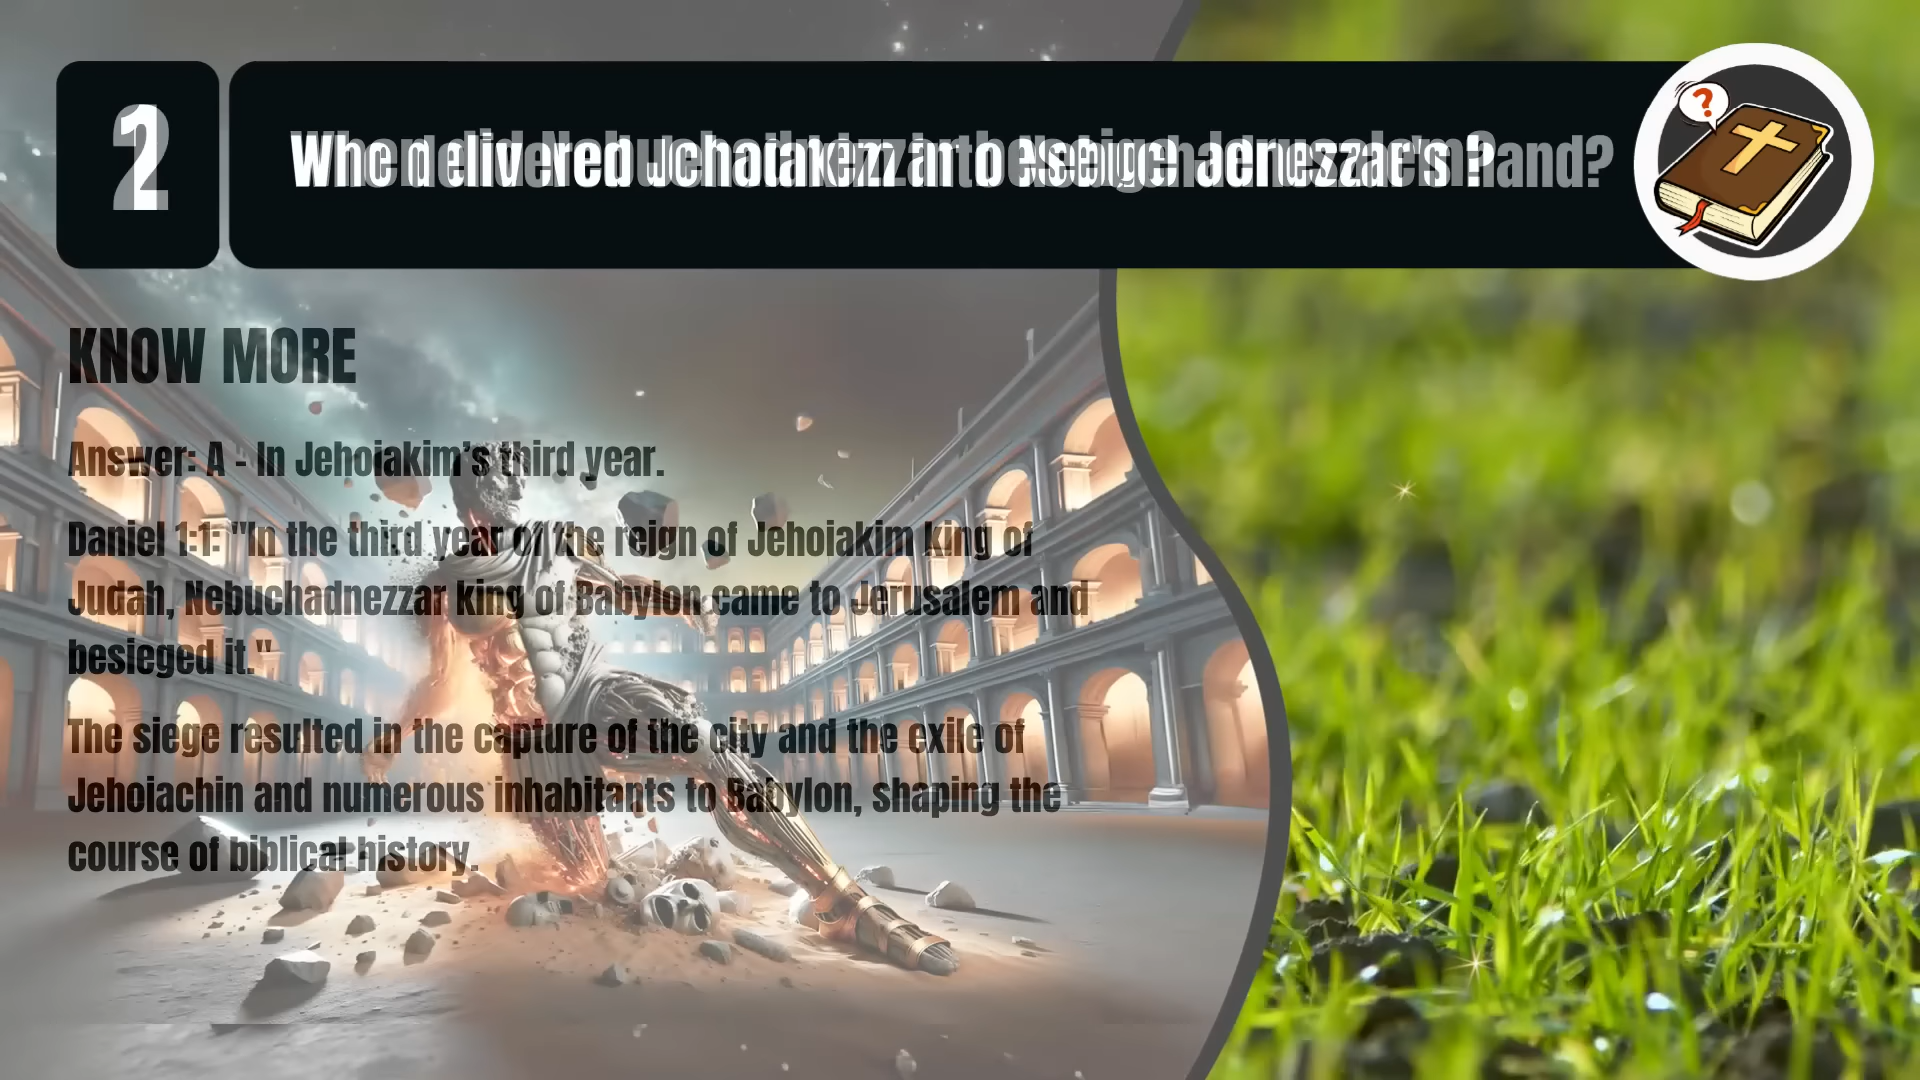 2
KNOW MORE
Answer: A - In Jehoiakim's third year.
Daniel 1:1: "In the third year of the reign of Jehoiakim king of
Judah, Nebuchadnezzar king of Babylon came to Jerusalem and
besieged it."
The siege resulted in the capture of the city and the exile of
Jehoiachin and numerous inhabitants to Babylon, shaping the
course of biblical history.